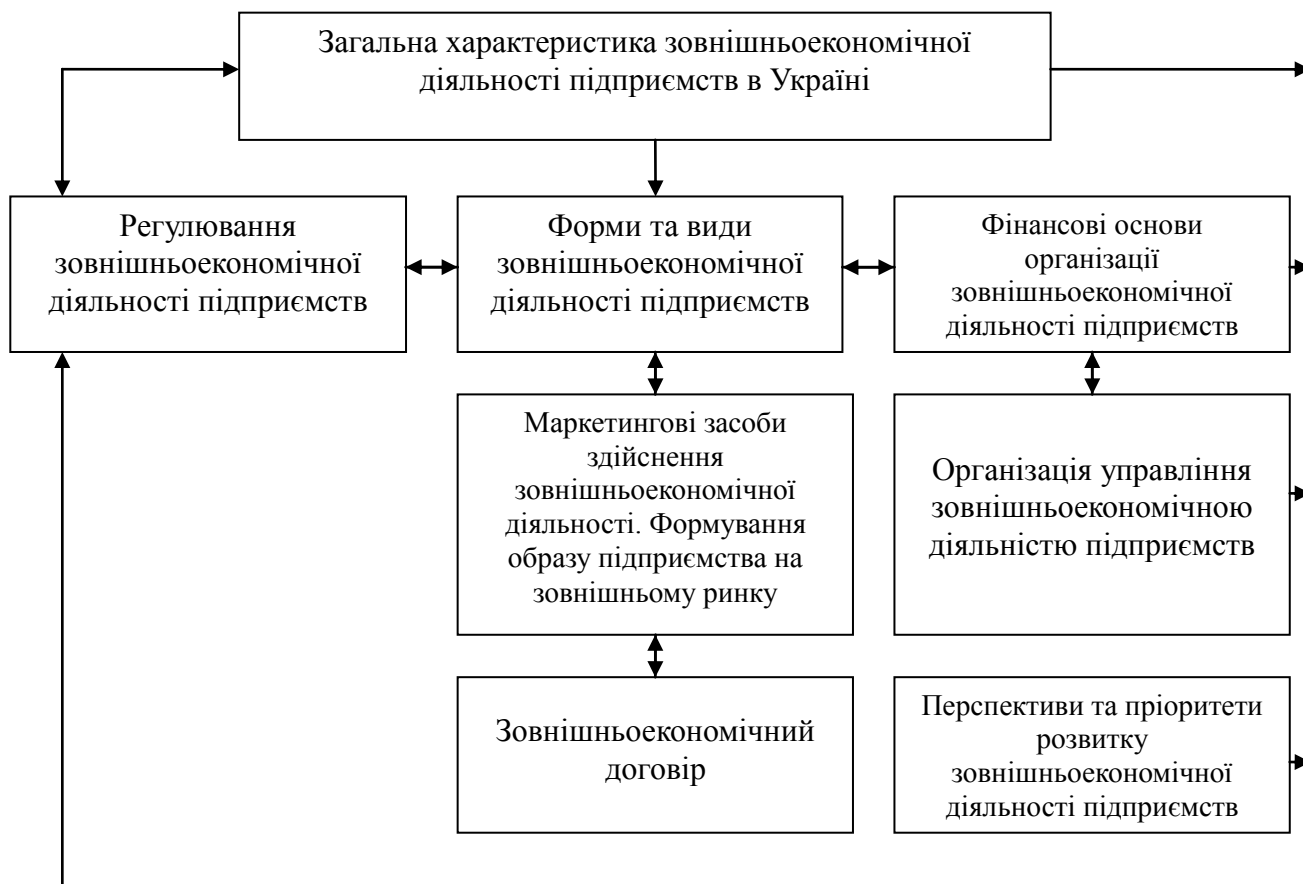 Загальна характеристика зовнішньоекономічної
діяльності підприємств в Україні
Регулювання
зовнішньоекономічної
діяльності підприємств
Форми та види
зовнішньоекономічної
діяльності підприємств
Фінансові основи
організації
зовнішньоекономічної
діяльності підприємств
Маркетингові засоби
здійснення
зовнішньоекономічної
діяльності. Формування
образу підприємства на
зовнішньому ринку
Організація управління
зовнішньоекономічною
діяльністю підприємств
Зовнішньоекономічний
договір
Перспективи та пріоритети
розвитку
зовнішньоекономічної
діяльності підприємств